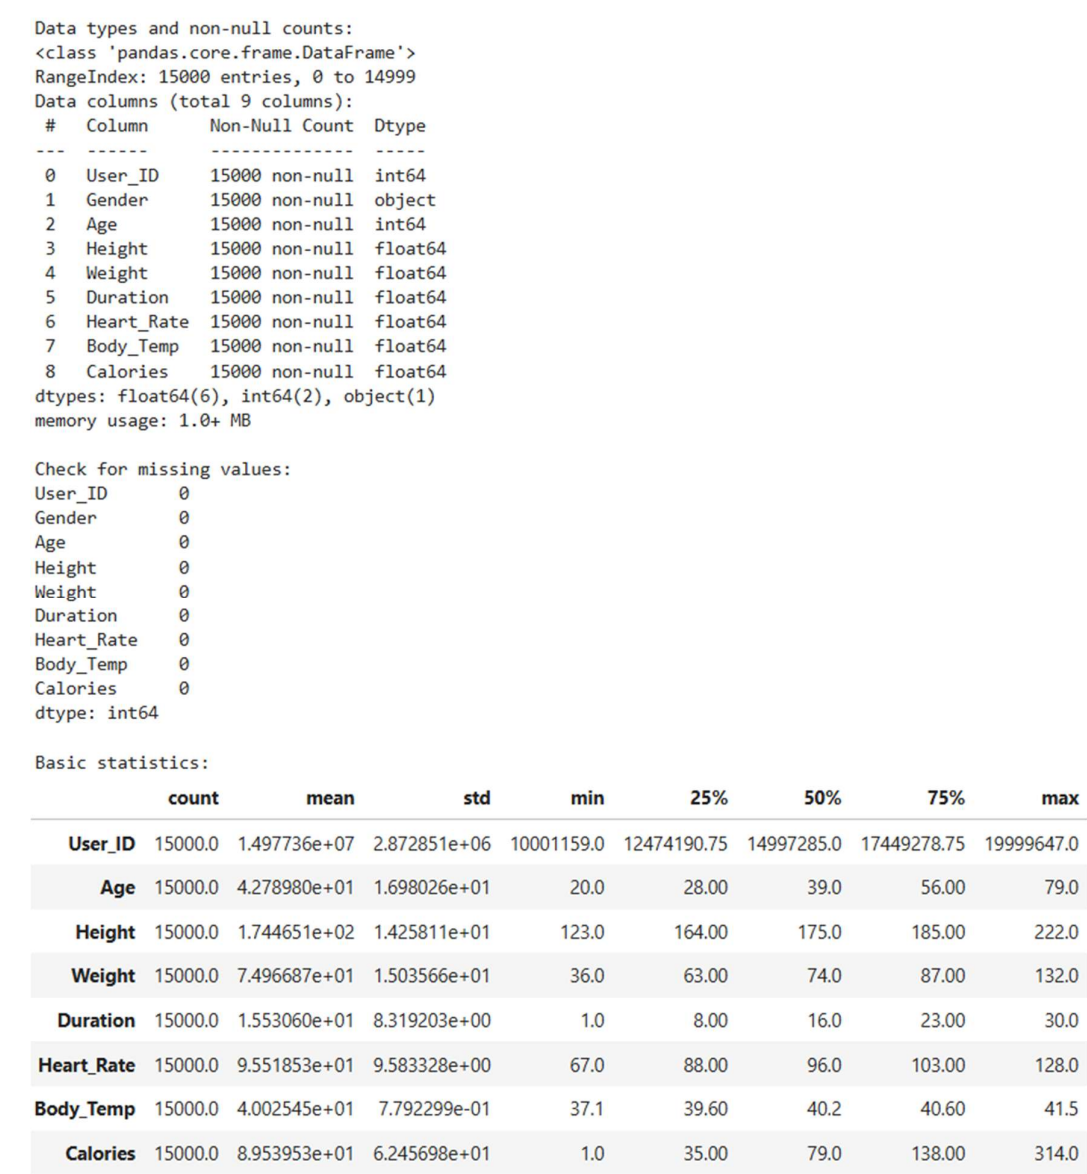 Data types and non-null counts:
<class 'pandas.core.frame.DataFrame'>
RangeIndex: 15000 entries, 0 to 14999
Data columns (total 9 columns):
 #   Column      Non-Null Count  Dtype
---  ------      --------------  -----
 0   User_ID     15000 non-null  int64
 1   Gender      15000 non-null  object
 2   Age         15000 non-null  int64
 3   Height      15000 non-null  float64
 4   Weight      15000 non-null  float64
 5   Duration    15000 non-null  float64
 6   Heart_Rate  15000 non-null  float64
 7   Body_Temp   15000 non-null  float64
 8   Calories    15000 non-null  float64
dtypes: float64(6), int64(2), object(1)
memory usage: 1.0+ MB

Check for missing values:
User_ID       0
Gender        0
Age           0
Height        0
Weight        0
Duration      0
Heart_Rate    0
Body_Temp     0
Calories      0
dtype: int64

Basic statistics:
count mean std min 25% 50% 75% max
User_ID 15000.0 1.497736e+07 2.872851e+06 10001159.0 12474190.75 14997285.0 17449278.75 19999647.0
Age 15000.0 4.278980e+01 1.698026e+01 20.0 28.00 39.0 56.00 79.0
Height 15000.0 1.744651e+02 1.425811e+01 123.0 164.00 175.0 185.00 222.0
Weight 15000.0 7.496687e+01 1.503566e+01 36.0 63.00 74.0 87.00 132.0
Duration 15000.0 1.553060e+01 8.319203e+00 1.0 8.00 16.0 23.00 30.0
Heart_Rate 15000.0 9.551853e+01 9.583328e+00 67.0 88.00 96.0 103.00 128.0
Body_Temp 15000.0 4.002545e+01 7.792299e-01 37.1 39.60 40.2 40.60 41.5
Calories 15000.0 8.953953e+01 6.245698e+01 1.0 35.00 79.0 138.00 314.0